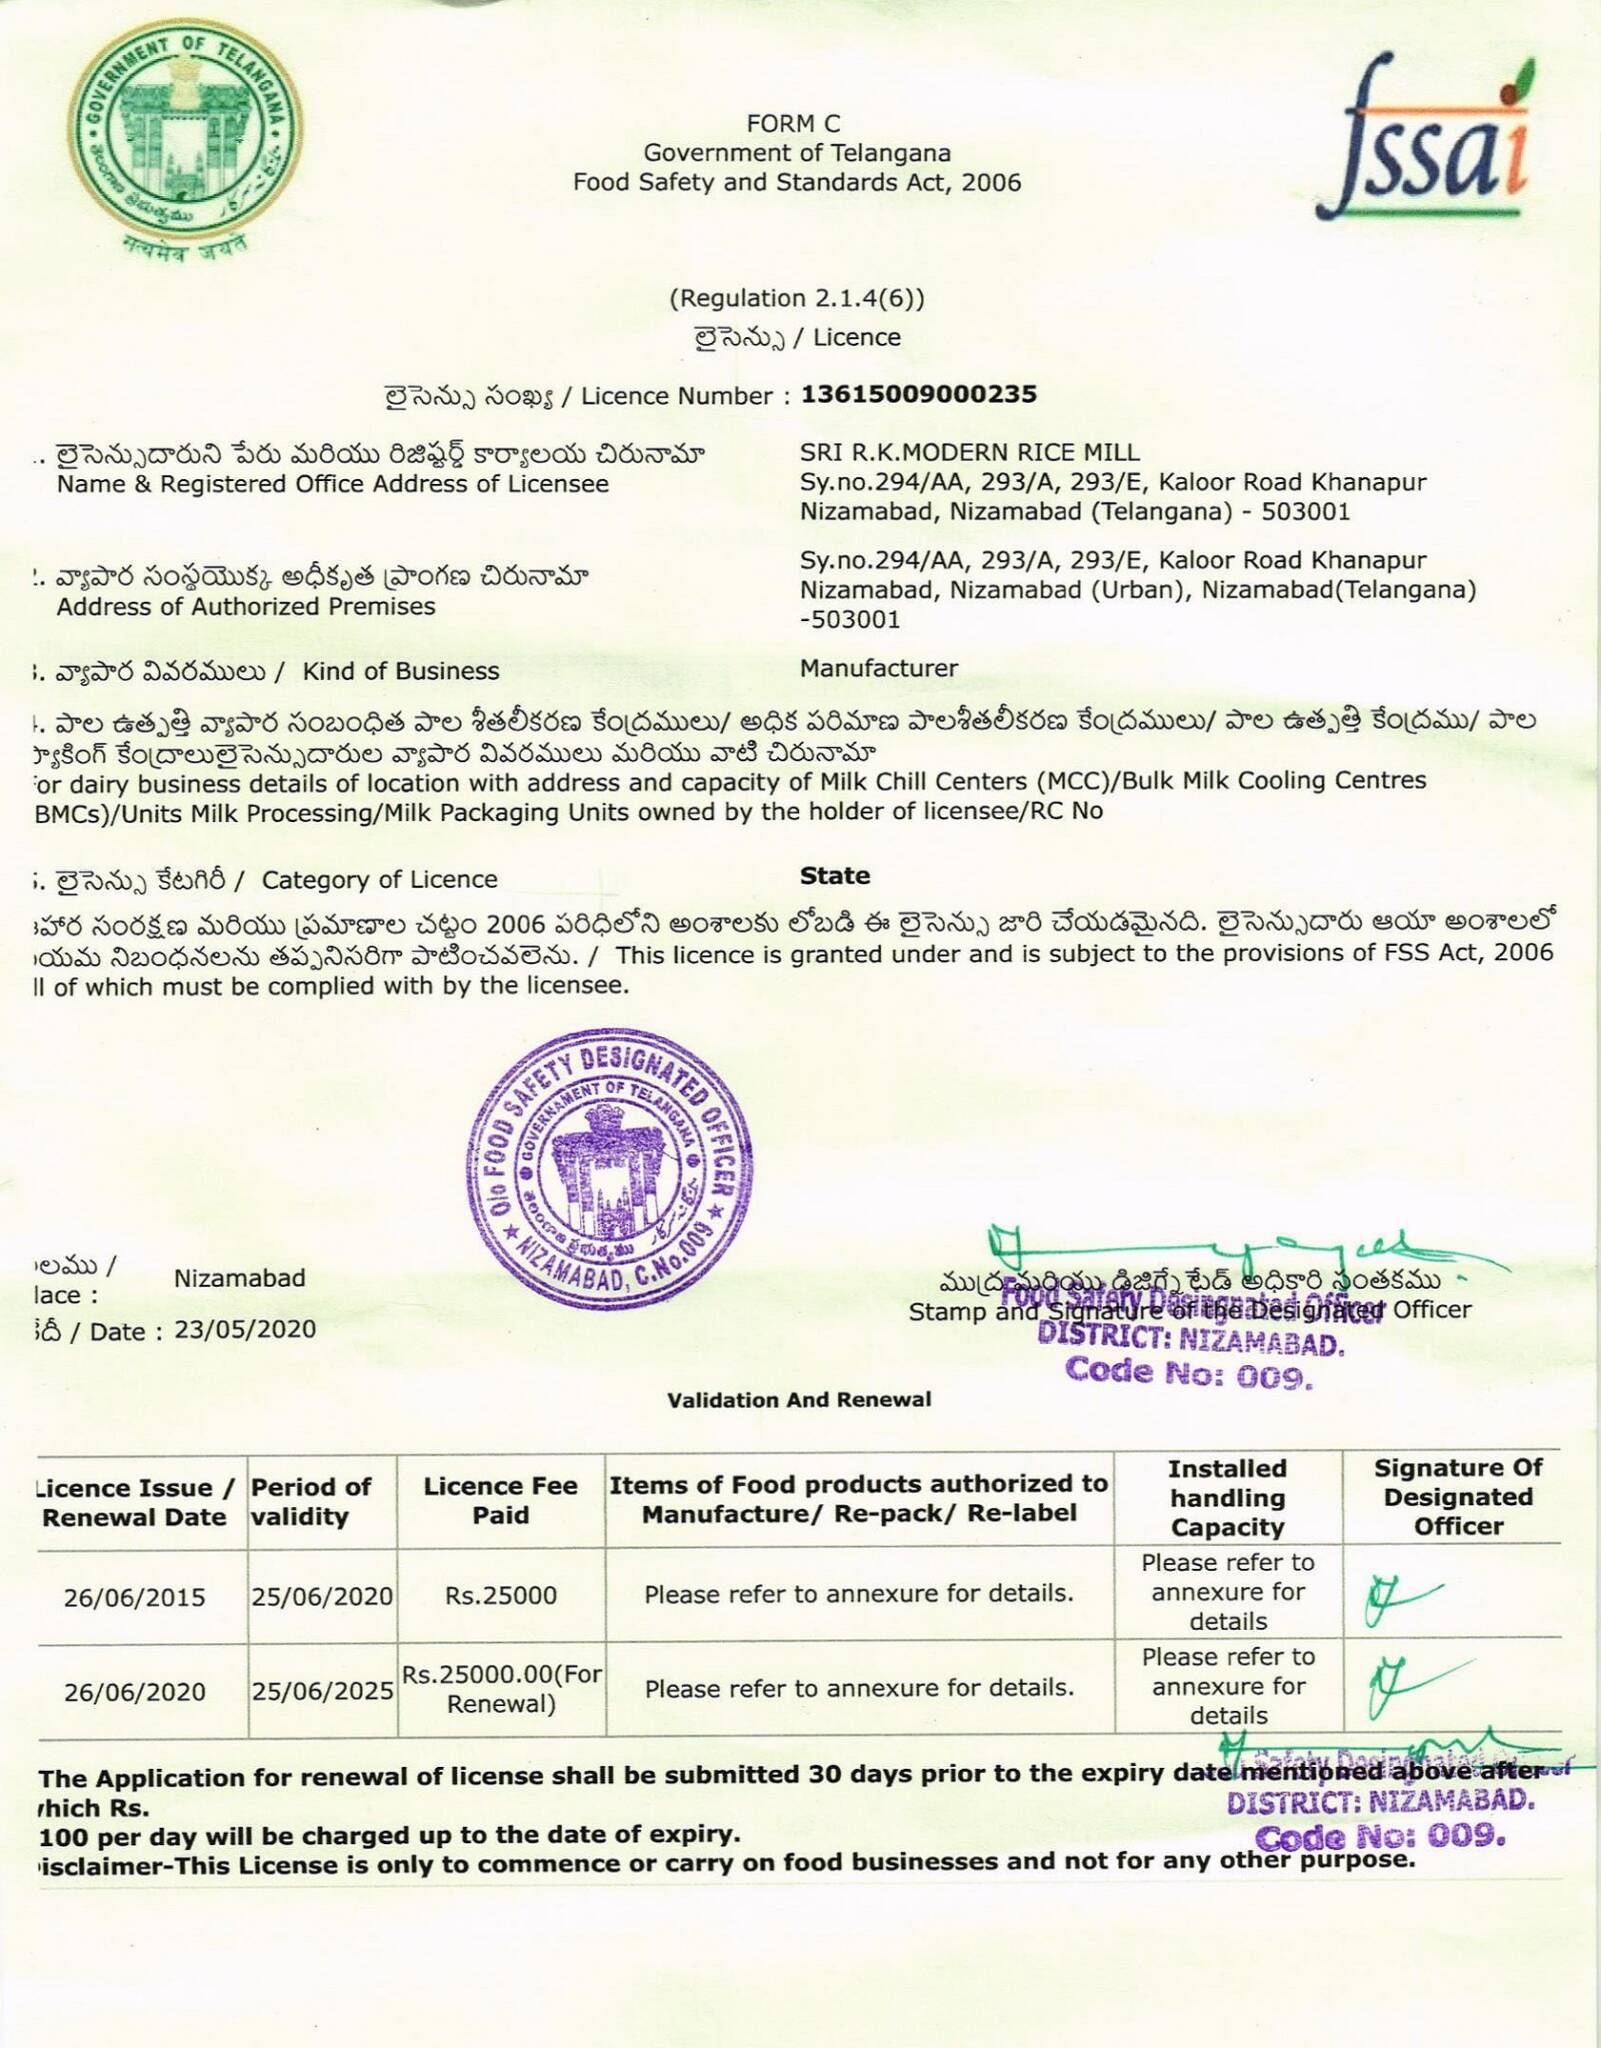 GOVERNMENT OF TELANGANA
తెలంగాణ ప్రభుత్వము
सत्यमेव जयते
fssai
FORM C
Government of Telangana
Food Safety and Standards Act, 2006
(Regulation 2.1.4(6))
లైసెన్సు / Licence
లైసెన్సు సంఖ్య / Licence Number : 13615009000235
. లైసెన్సుదారుని పేరు మరియు రిజిష్టర్డ్ కార్యాలయ చిరునామా
Name & Registered Office Address of Licensee
SRI R.K.MODERN RICE MILL
Sy.no.294/AA, 293/A, 293/E, Kaloor Road Khanapur
Nizamabad, Nizamabad (Telangana) - 503001
. వ్యాపార సంస్థయొక్క అధీకృత ప్రాంగణ చిరునామా
Address of Authorized Premises
Sy.no.294/AA, 293/A, 293/E, Kaloor Road Khanapur
Nizamabad, Nizamabad (Urban), Nizamabad(Telangana)
-503001
. వ్యాపార వివరములు / Kind of Business
Manufacturer
. పాల ఉత్పత్తి వ్యాపార సంబంధిత పాల శీతలీకరణ కేంద్రములు/ అధిక పరిమాణ పాలశీతలీకరణ కేంద్రములు/ పాల ఉత్పత్తి కేంద్రము/ పాల
్యాకింగ్ కేంద్రాలులైసెన్సుదారుల వ్యాపార వివరములు మరియు వాటి చిరునామా
or dairy business details of location with address and capacity of Milk Chill Centers (MCC)/Bulk Milk Cooling Centres
BMCs)/Units Milk Processing/Milk Packaging Units owned by the holder of licensee/RC No
. లైసెన్సు కేటగిరీ / Category of Licence
State
హార సంరక్షణ మరియు ప్రమాణాల చట్టం 2006 పరిధిలోని అంశాలకు లోబడి ఈ లైసెన్సు జారి చేయడమైనది. లైసెన్సుదారు ఆయా అంశాలలో
యమ నిబంధనలను తప్పనిసరిగా పాటించవలెను. / This licence is granted under and is subject to the provisions of FSS Act, 2006
ll of which must be complied with by the licensee.
O/o FOOD SAFETY DESIGNATED OFFICER
NIZAMABAD, C.No.009
GOVERNAMENT OF TELANGANA
తెలంగాణ ప్రభుత్వము
లము /
lace :
Nizamabad
ేదీ / Date : 23/05/2020
ముద్ర మరియు డిజిగ్నేటేడ్ అదికారి సంతకము
Stamp and Signature of the Designated Officer
Food Safety Desingnated Officer
DISTRICT: NIZAMABAD.
Code No: 009.
Validation And Renewal
Licence Issue / Renewal Date
Period of validity
Licence Fee Paid
Items of Food products authorized to Manufacture/ Re-pack/ Re-label
Installed handling Capacity
Signature Of Designated Officer
26/06/2015
25/06/2020
Rs.25000
Please refer to annexure for details.
Please refer to annexure for details
26/06/2020
25/06/2025
Rs.25000.00(For Renewal)
Please refer to annexure for details.
Please refer to annexure for details
The Application for renewal of license shall be submitted 30 days prior to the expiry date mentioned above after
hich Rs.
100 per day will be charged up to the date of expiry.
isclaimer-This License is only to commence or carry on food businesses and not for any other purpose.
Safety Desingnated
DISTRICT: NIZAMABAD.
Code No: 009.